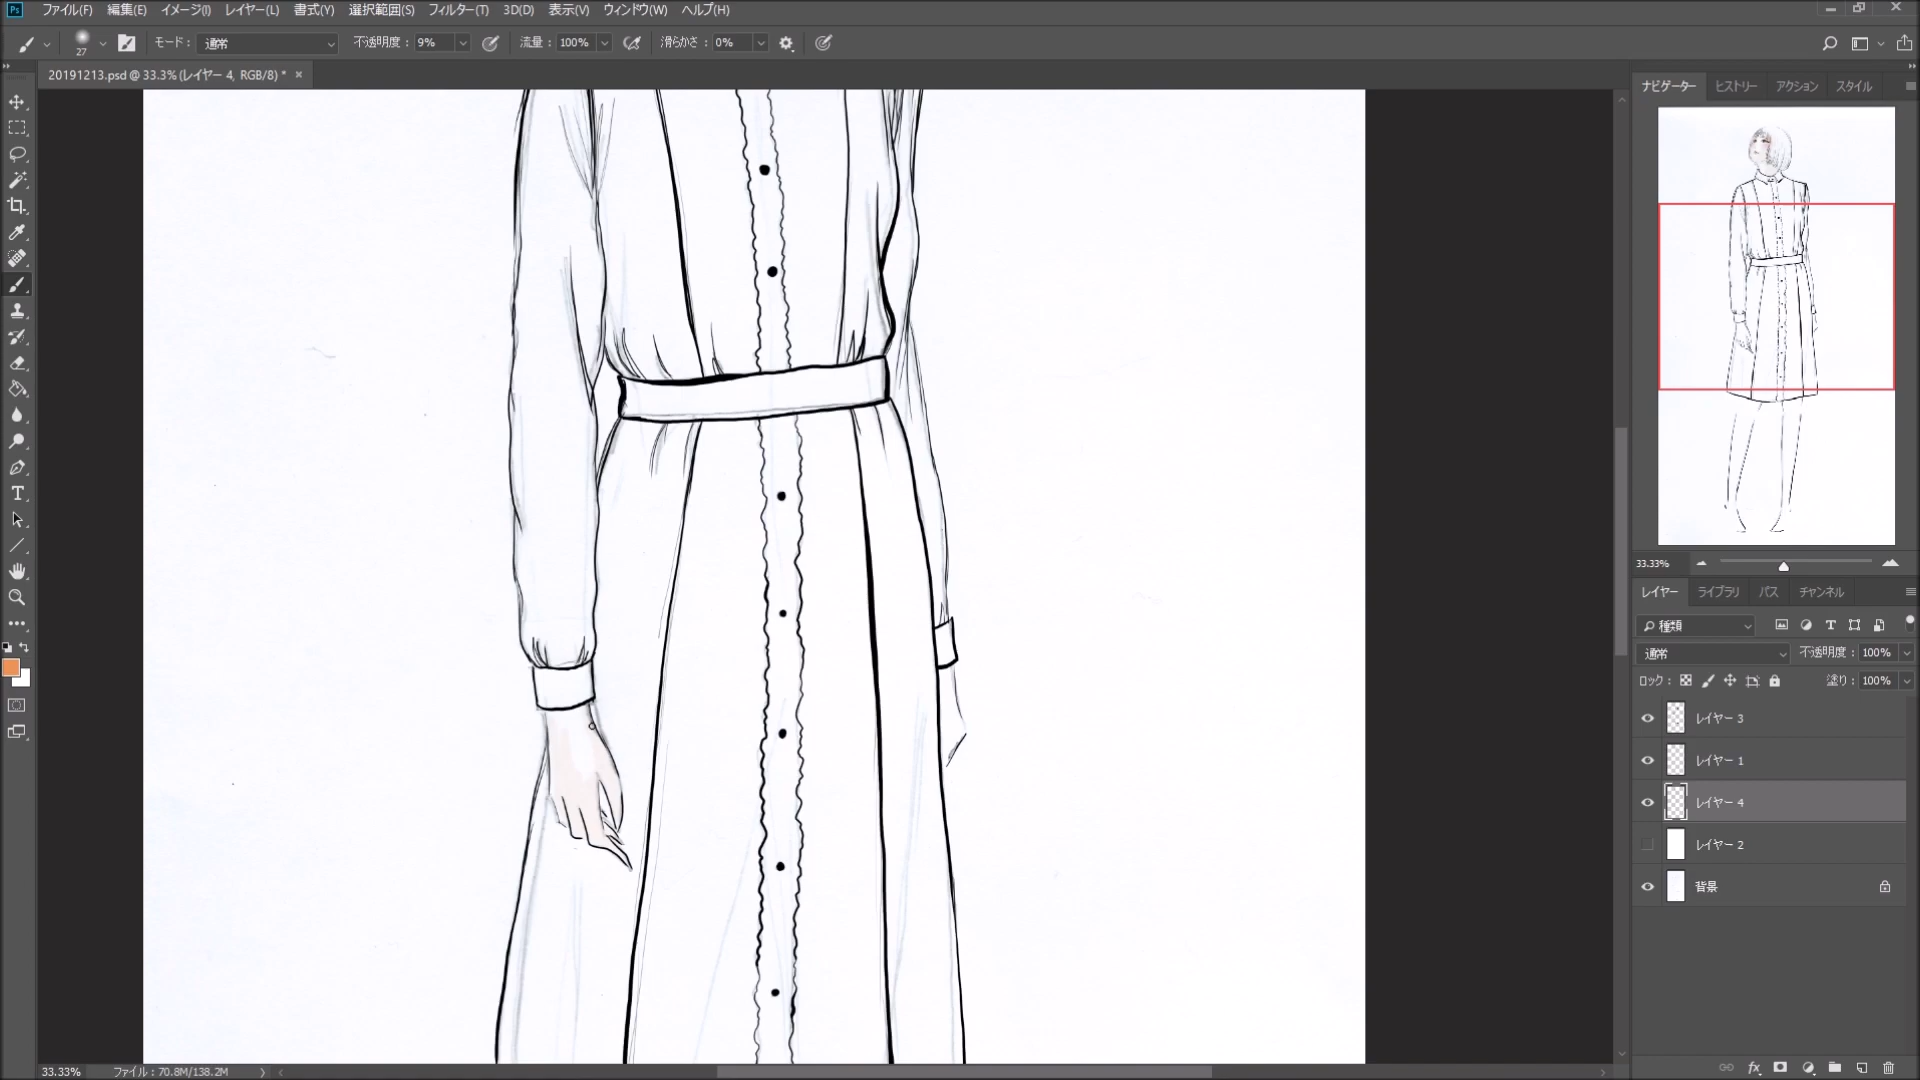 Ps ファイル(F) 編集(E) イメージ(I) レイヤー(L) 書式(Y) 選択範囲(S) フィルター(T) 3D(D) 表示(V) ウィンドウ(W) ヘルプ(H)
27 モード： 通常 不透明度： 9% 流量： 100% 滑らかさ： 0%
20191213.psd @ 33.3% (レイヤー 4, RGB/8) * ×
ナビゲーター ヒストリー アクション スタイル
33.33%
レイヤー ライブラリ パス チャンネル
種類
通常 不透明度： 100%
ロック： 塗り： 100%
レイヤー 3
レイヤー 1
レイヤー 4
レイヤー 2
背景
33.33% ファイル : 70.8M/138.2M